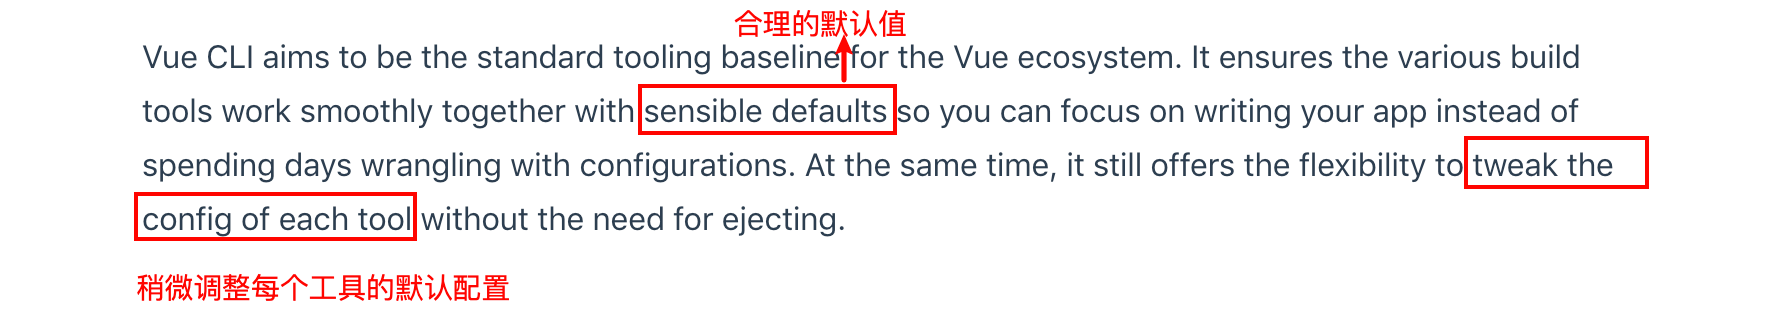 合理的默认值
Vue CLI aims to be the standard tooling baseline for the Vue ecosystem. It ensures the various build
tools work smoothly together with sensible defaults so you can focus on writing your app instead of
spending days wrangling with configurations. At the same time, it still offers the flexibility to tweak the
config of each tool without the need for ejecting.
稍微调整每个工具的默认配置